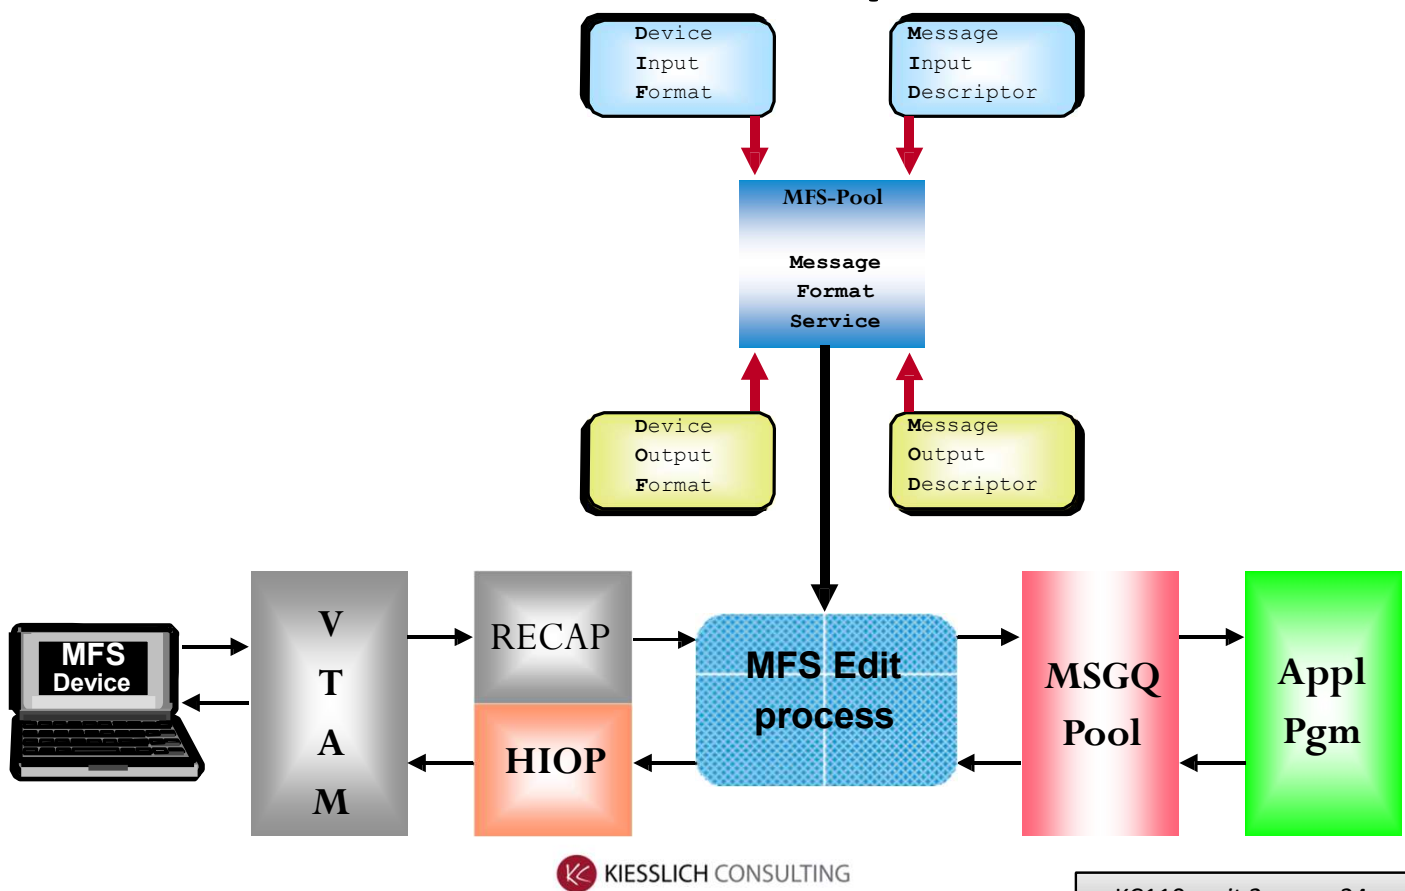 Device
Input
Format
Message
Input
Descriptor
MFS-Pool
Message
Format
Service
Device
Output
Format
Message
Output
Descriptor
MFS
Device
V
T
A
M
RECAP
HIOP
MFS Edit
process
MSGQ
Pool
Appl
Pgm
KC KIESSLICH CONSULTING